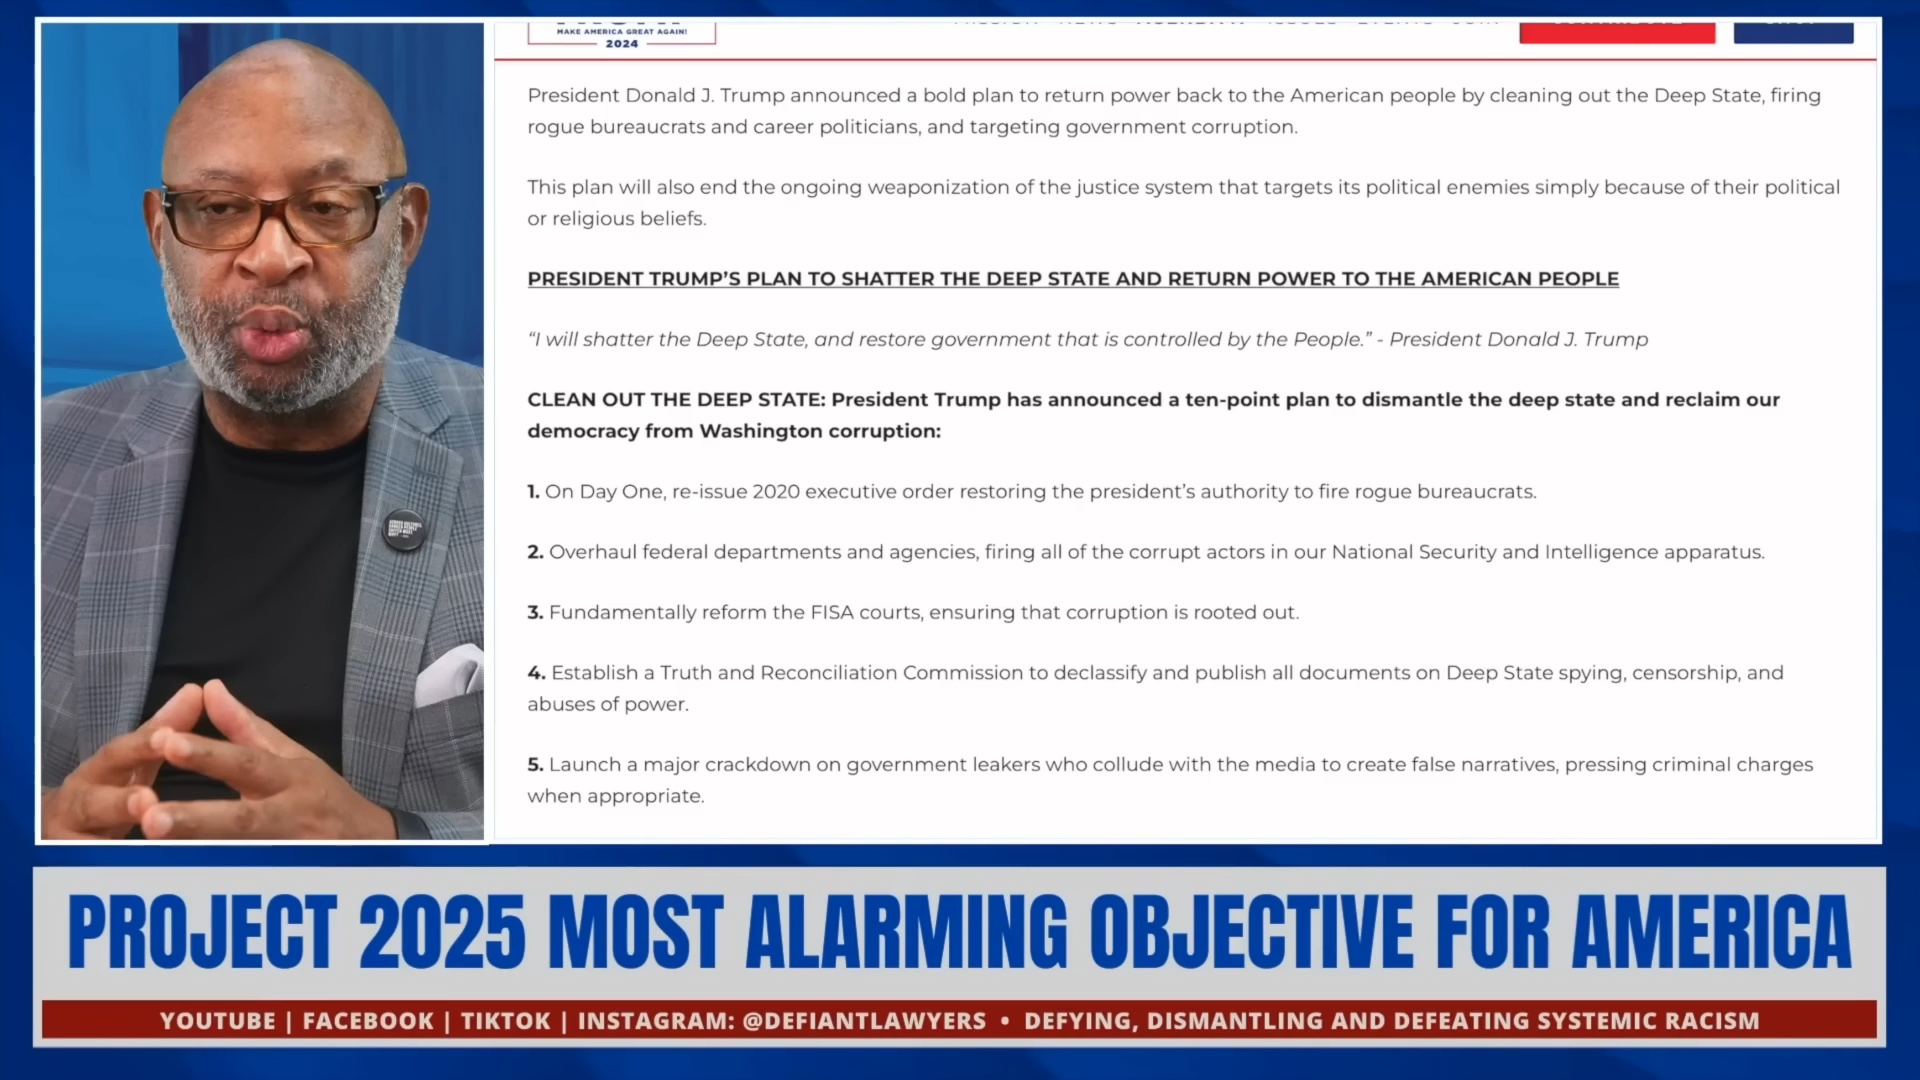 MAKE AMERICA GREAT AGAIN!
2024
President Donald J. Trump announced a bold plan to return power back to the American people by cleaning out the Deep State, firing
rogue bureaucrats and career politicians, and targeting government corruption.
This plan will also end the ongoing weaponization of the justice system that targets its political enemies simply because of their political
or religious beliefs.
PRESIDENT TRUMP’S PLAN TO SHATTER THE DEEP STATE AND RETURN POWER TO THE AMERICAN PEOPLE
“I will shatter the Deep State, and restore government that is controlled by the People.” - President Donald J. Trump
CLEAN OUT THE DEEP STATE: President Trump has announced a ten-point plan to dismantle the deep state and reclaim our
democracy from Washington corruption:
1. On Day One, re-issue 2020 executive order restoring the president’s authority to fire rogue bureaucrats.
2. Overhaul federal departments and agencies, firing all of the corrupt actors in our National Security and Intelligence apparatus.
3. Fundamentally reform the FISA courts, ensuring that corruption is rooted out.
4. Establish a Truth and Reconciliation Commission to declassify and publish all documents on Deep State spying, censorship, and
abuses of power.
5. Launch a major crackdown on government leakers who collude with the media to create false narratives, pressing criminal charges
when appropriate.
PROJECT 2025 MOST ALARMING OBJECTIVE FOR AMERICA
YOUTUBE | FACEBOOK | TIKTOK | INSTAGRAM: @DEFIANTLAWYERS • DEFYING, DISMANTLING AND DEFEATING SYSTEMIC RACISM